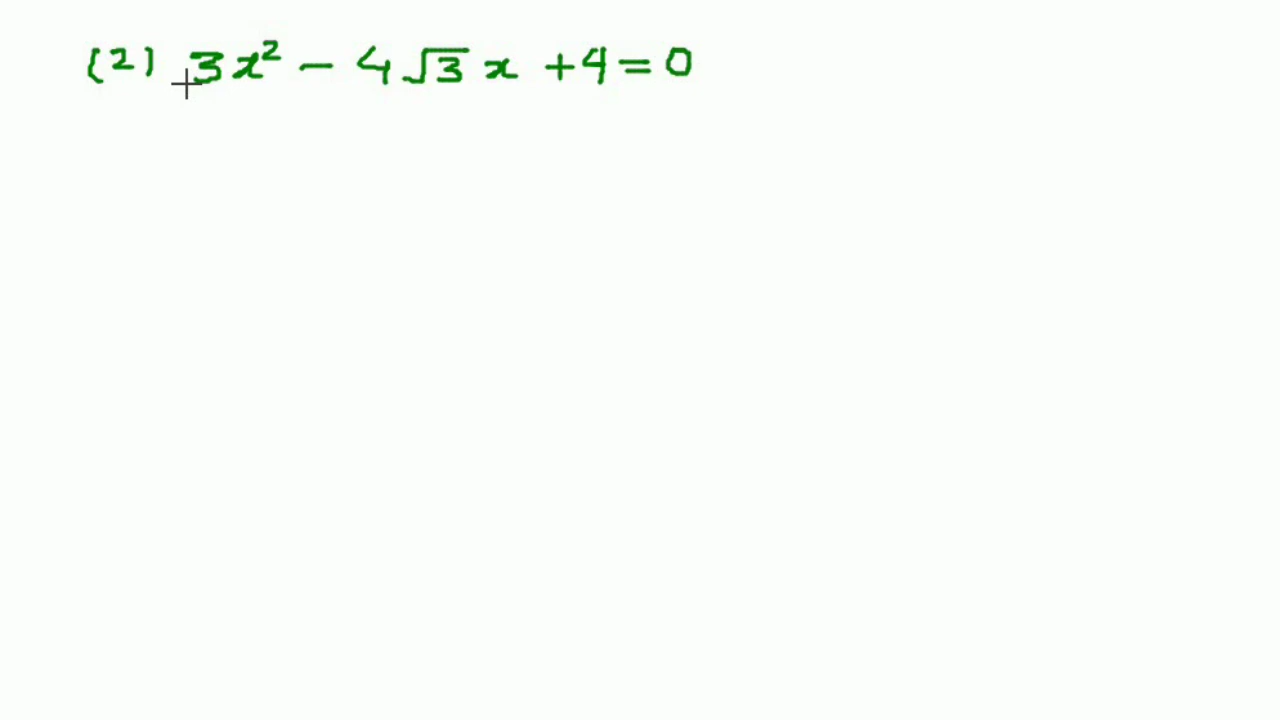 (2) 3x² - 4√3 x + 4 = 0